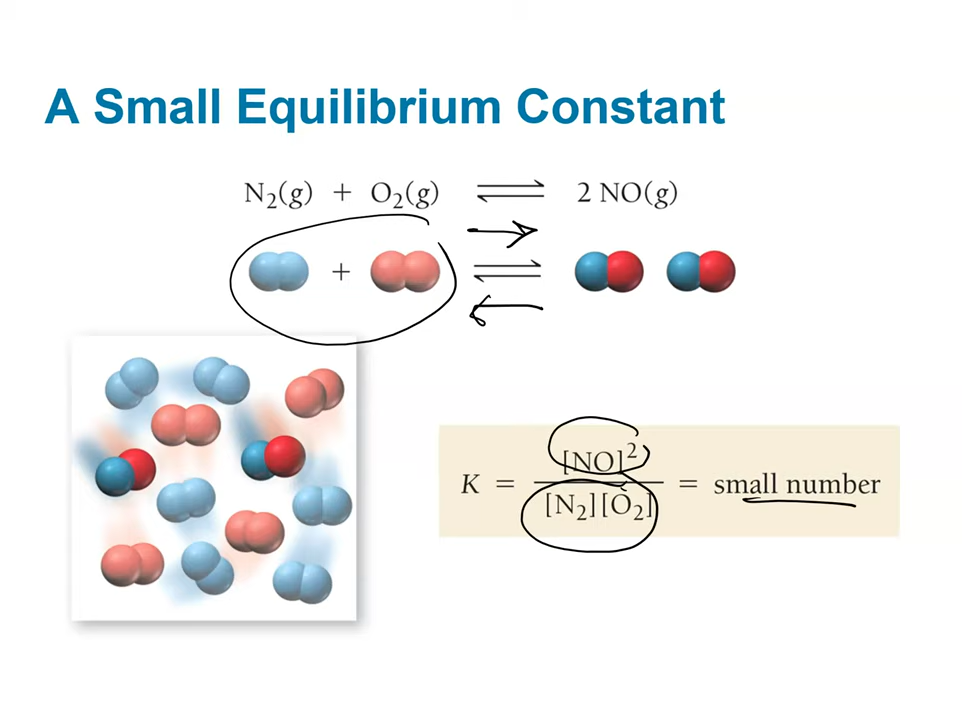 A Small Equilibrium Constant
N₂(g) + O₂(g) ⇌ 2 NO(g)
+ ⇌
K = [NO]² / [N₂][O₂] = small number